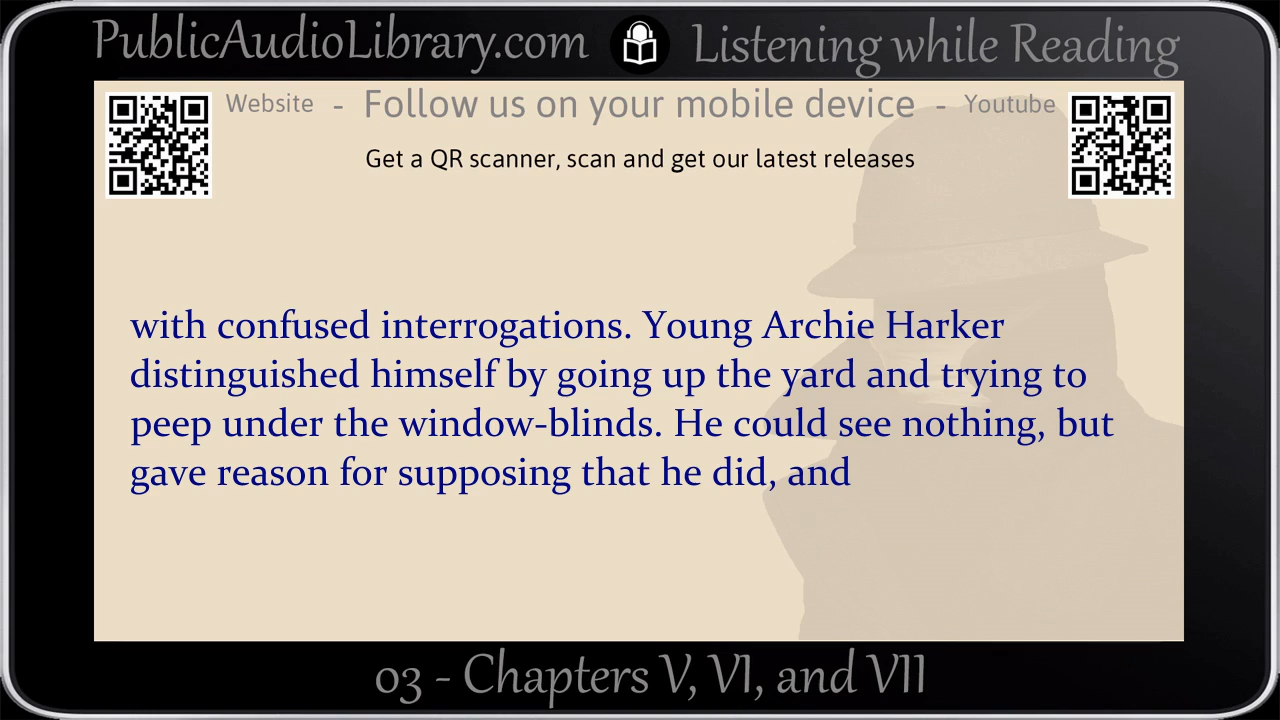 PublicAudioLibrary.com Listening while Reading
Website - Follow us on your mobile device - Youtube
Get a QR scanner, scan and get our latest releases
with confused interrogations. Young Archie Harker
distinguished himself by going up the yard and trying to
peep under the window-blinds. He could see nothing, but
gave reason for supposing that he did, and
03 - Chapters V, VI, and VII